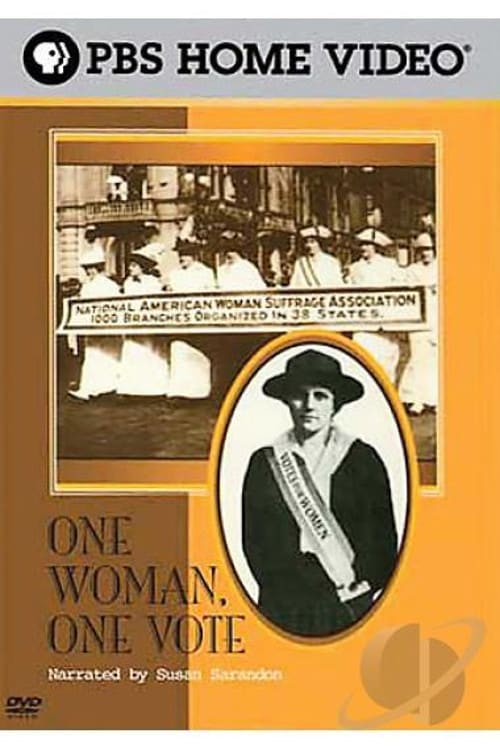 PBS HOME VIDEO®
NATIONAL AMERICAN WOMAN SUFFRAGE ASSOCIATION
1000 BRANCHES ORGANIZED IN 38 STATES.
VOTES FOR WOMEN
ONE
WOMAN,
ONE VOTE
Narrated by Susan Sarandon
DVD
VIDEO